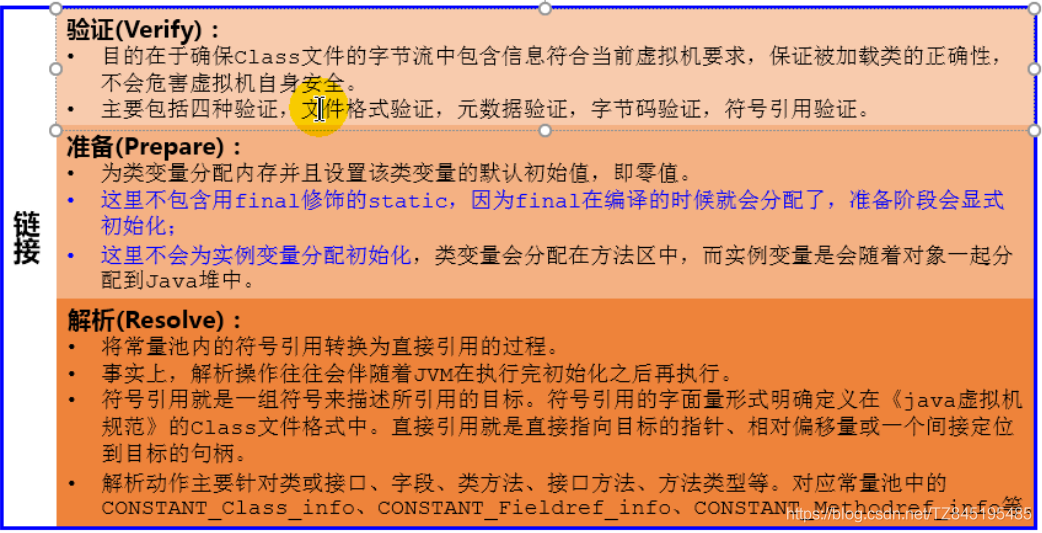 链接
验证(Verify)：
• 目的在于确保Class文件的字节流中包含信息符合当前虚拟机要求，保证被加载类的正确性，
不会危害虚拟机自身安全。
• 主要包括四种验证，文件格式验证，元数据验证，字节码验证，符号引用验证。
准备(Prepare)：
• 为类变量分配内存并且设置该类变量的默认初始值，即零值。
• 这里不包含用final修饰的static，因为final在编译的时候就会分配了，准备阶段会显式
初始化；
• 这里不会为实例变量分配初始化，类变量会分配在方法区中，而实例变量是会随着对象一起分
配到Java堆中。
解析(Resolve)：
• 将常量池内的符号引用转换为直接引用的过程。
• 事实上，解析操作往往会伴随着JVM在执行完初始化之后再执行。
• 符号引用就是一组符号来描述所引用的目标。符号引用的字面量形式明确定义在《java虚拟机
规范》的Class文件格式中。直接引用就是直接指向目标的指针、相对偏移量或一个间接定位
到目标的句柄。
• 解析动作主要针对类或接口、字段、类方法、接口方法、方法类型等。对应常量池中的
CONSTANT_Class_info、CONSTANT_Fieldref_info、CONSTANT_Methodref_info等
https://blog.csdn.net/TZ845195485